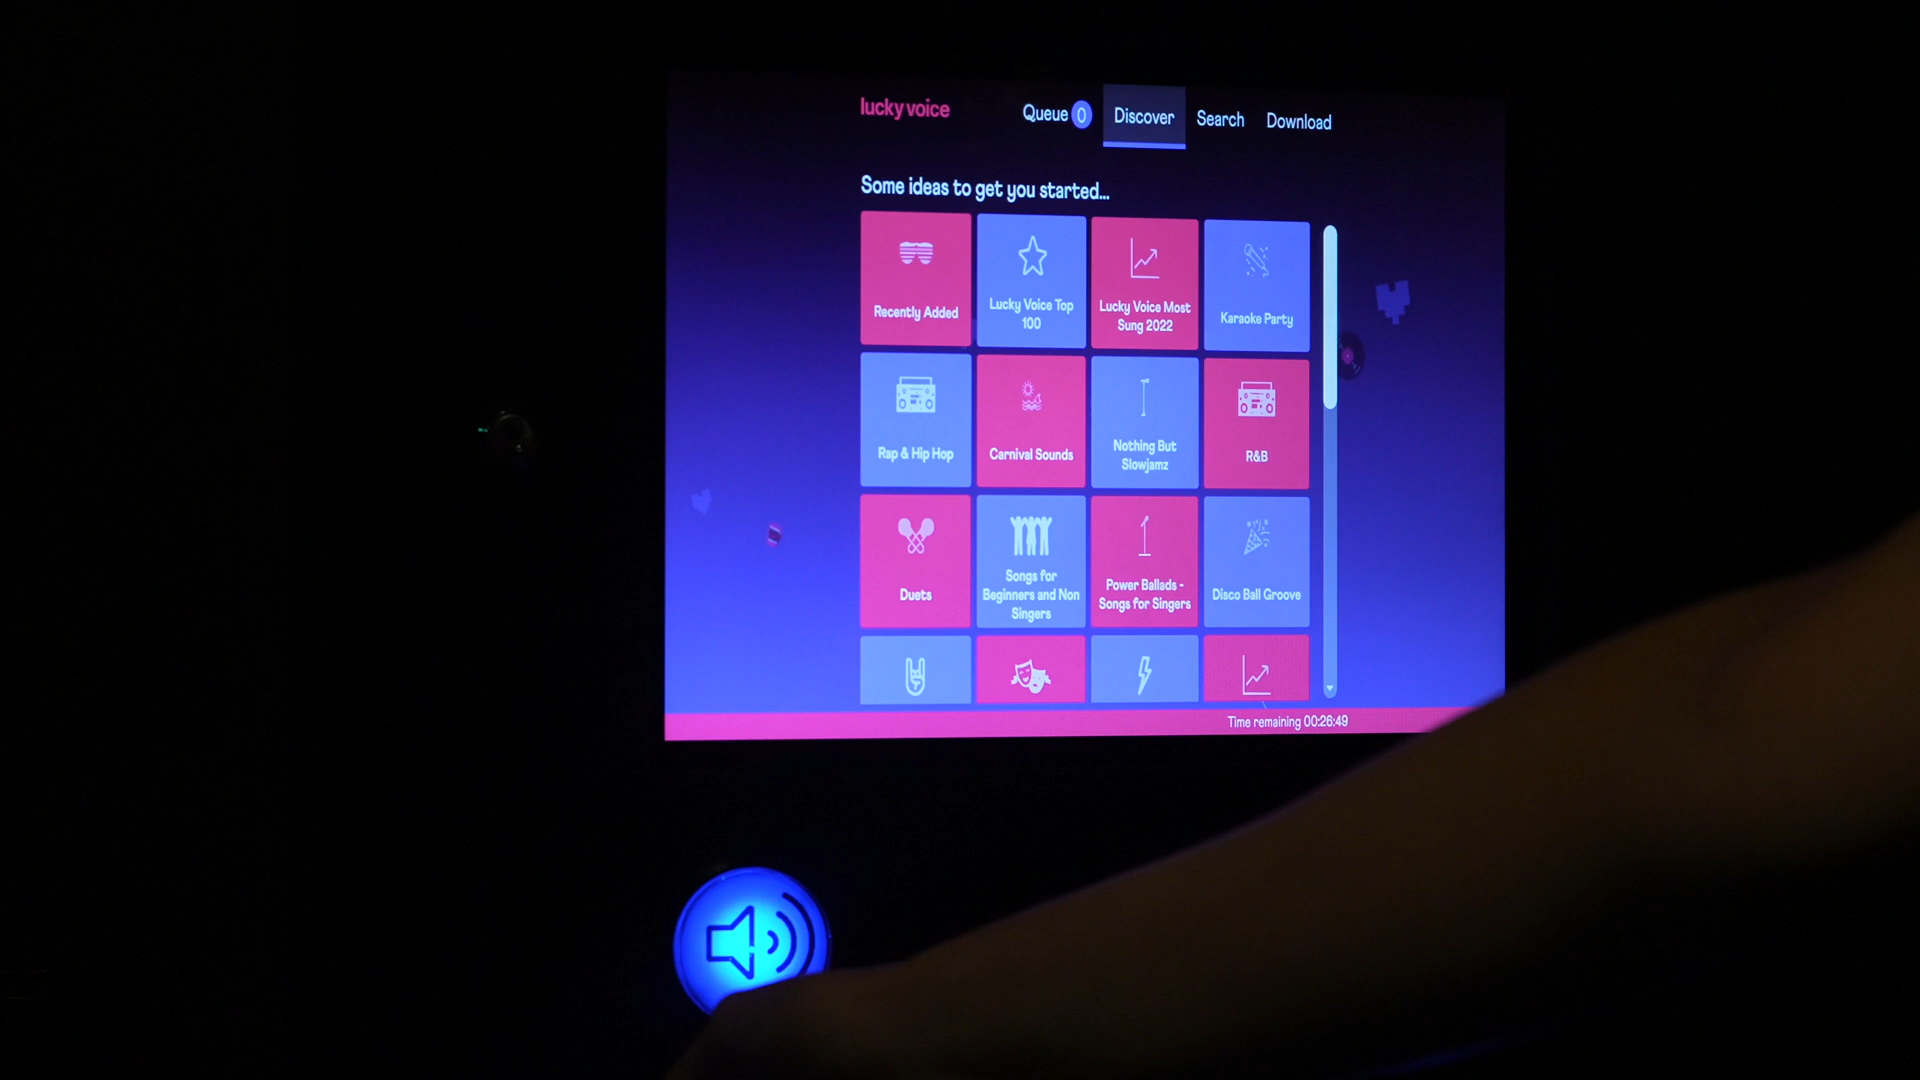 lucky voice
Queue 0
Discover
Search
Download
Some ideas to get you started...
Recently Added
Lucky Voice Top
100
Lucky Voice Most
Sung 2022
Karaoke Party
Rap & Hip Hop
Carnival Sounds
Nothing But
Slowjamz
R&B
Duets
Songs for
Beginners and Non
Singers
Power Ballads -
Songs for Singers
Disco Ball Groove
Time remaining 00:26:49